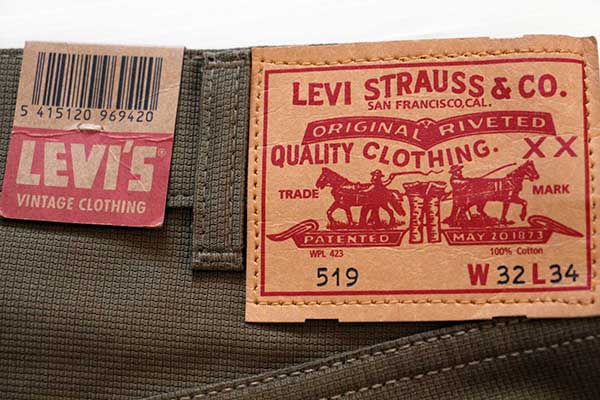 5 415120 969420
LEVI'S®
VINTAGE CLOTHING
LEVI STRAUSS & CO.
SAN FRANCISCO, CAL.
ORIGINAL RIVETED
QUALITY CLOTHING. XX
TRADE MARK
PATENTED MAY 20 1873
WPL 423 100% Cotton
519 W 32 L 34